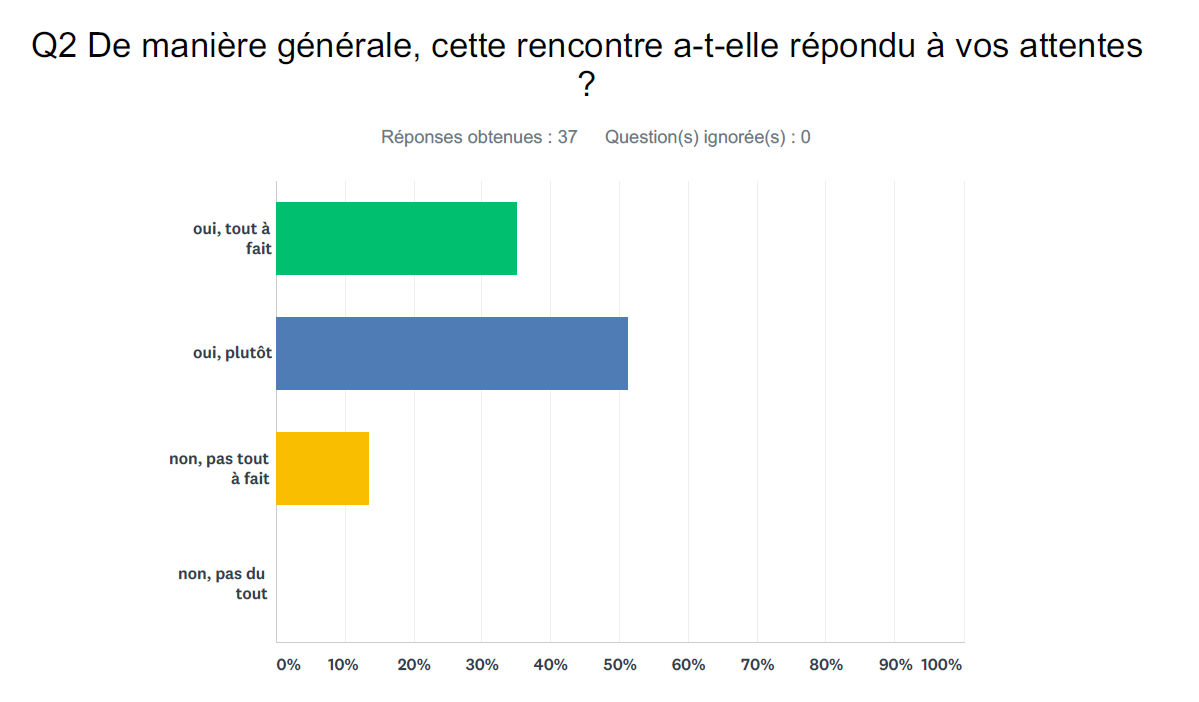 Q2 De manière générale, cette rencontre a-t-elle répondu à vos attentes
?
Réponses obtenues : 37 Question(s) ignorée(s) : 0
oui, tout à
fait
oui, plutôt
non, pas tout
à fait
non, pas du
tout
0% 10% 20% 30% 40% 50% 60% 70% 80% 90% 100%